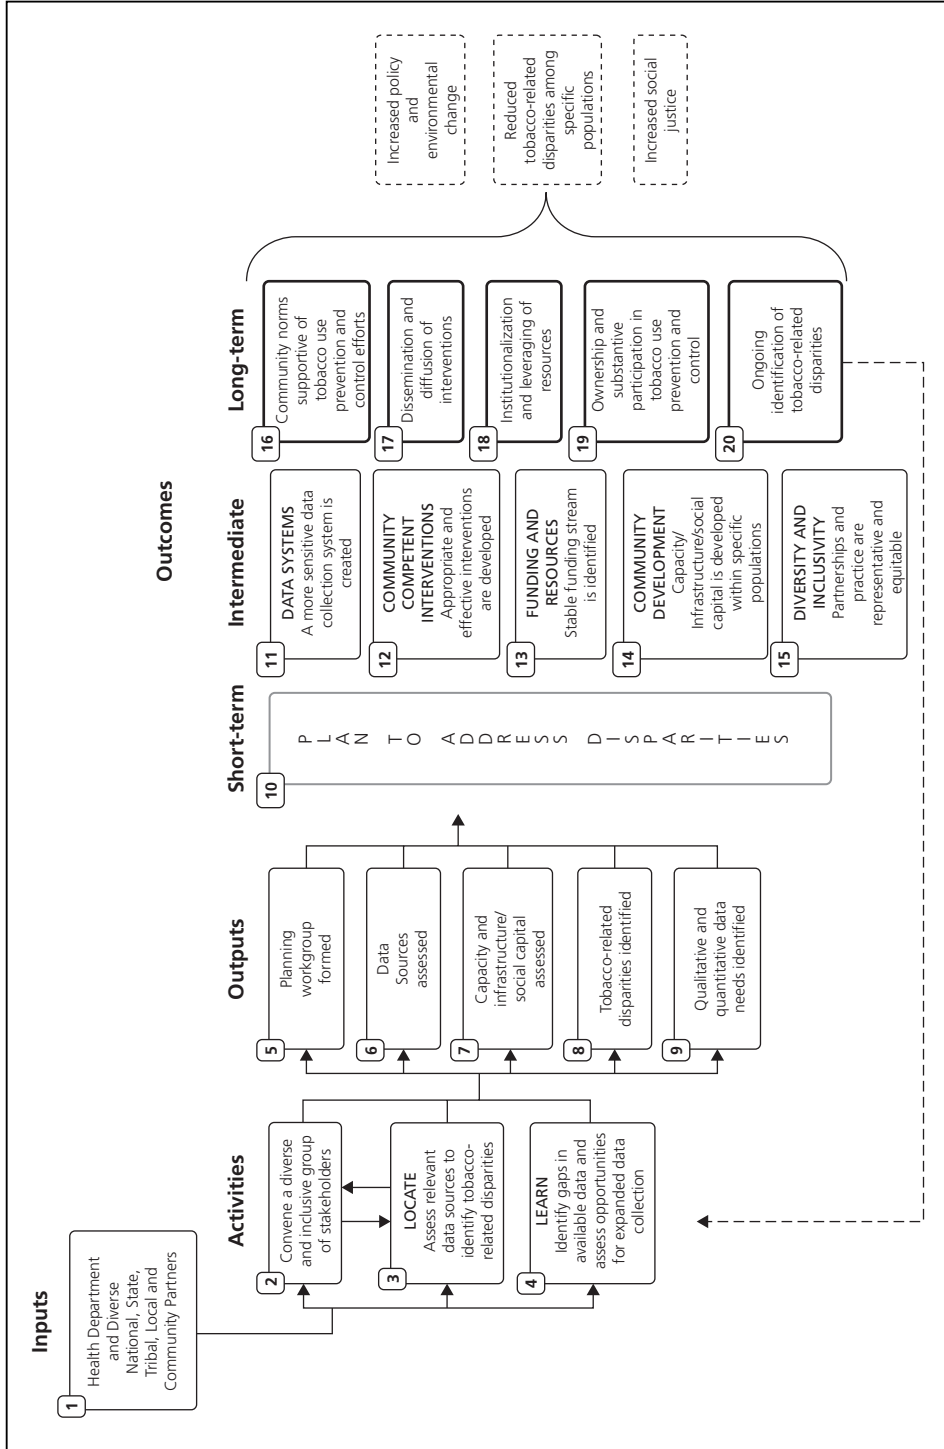 Inputs
1
Health Department
and Diverse
National, State,
Tribal, Local and
Community Partners
Activities
2
Convene a diverse
and inclusive group
of stakeholders
3
LOCATE
Assess relevant
data sources to
identify tobacco-
related disparities
4
LEARN
Identify gaps in
available data and
assess opportunities
for expanded data
collection
Outputs
5
Planning
workgroup
formed
6
Data
Sources
assessed
7
Capacity and
infrastructure/
social capital
assessed
8
Tobacco-related
disparities identified
9
Qualitative and
quantitative data
needs identified
Outcomes
Short-term
10
PLAN TO ADDRESS DISPARITIES
Intermediate
11
DATA SYSTEMS
A more sensitive data
collection system is
created
12
COMMUNITY
COMPETENT
INTERVENTIONS
Appropriate and
effective interventions
are developed
13
FUNDING AND
RESOURCES
Stable funding stream
is identified
14
COMMUNITY
DEVELOPMENT
Capacity/
Infrastructure/social
capital is developed
within specific
populations
15
DIVERSITY AND
INCLUSIVITY
Partnerships and
practice are
representative and
equitable
Long-term
16
Community norms
supportive of
tobacco use
prevention and
control efforts
17
Dissemination and
diffusion of
interventions
18
Institutionalization
and leveraging of
resources
19
Ownership and
substantive
participation in
tobacco use
prevention and
control
20
Ongoing
identification of
tobacco-related
disparities
Increased policy
and
environmental
change
Reduced
tobacco-related
disparities among
specific
populations
Increased social
justice